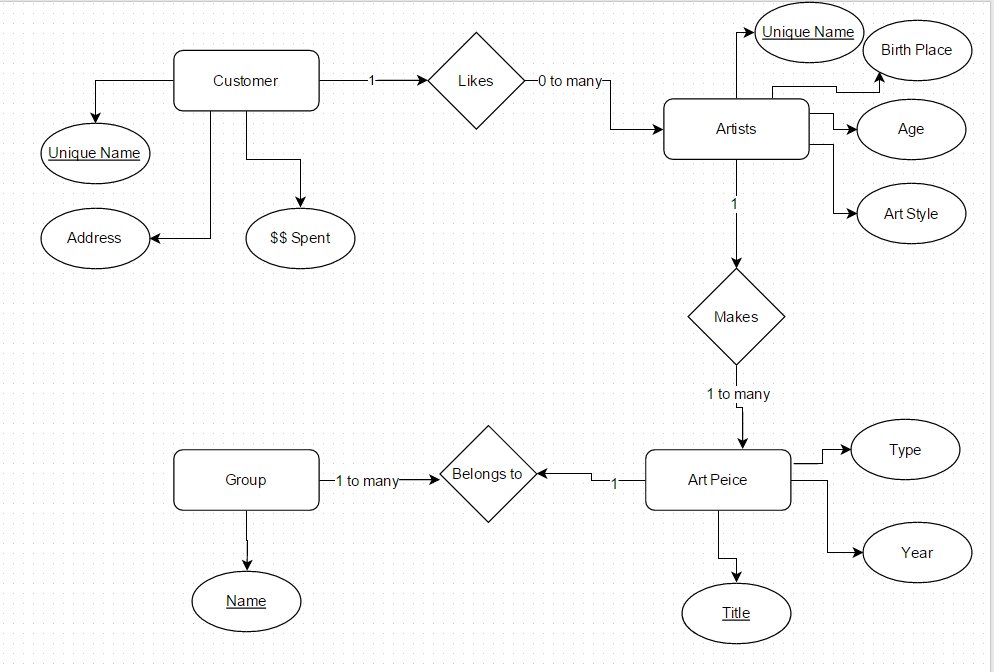 Unique Name
Birth Place
Customer
1
Likes
0 to many
Artists
Age
Unique Name
Address
$$ Spent
1
Art Style
Makes
1 to many
Type
Group
1 to many
Belongs to
1
Art Peice
Year
Name
Title